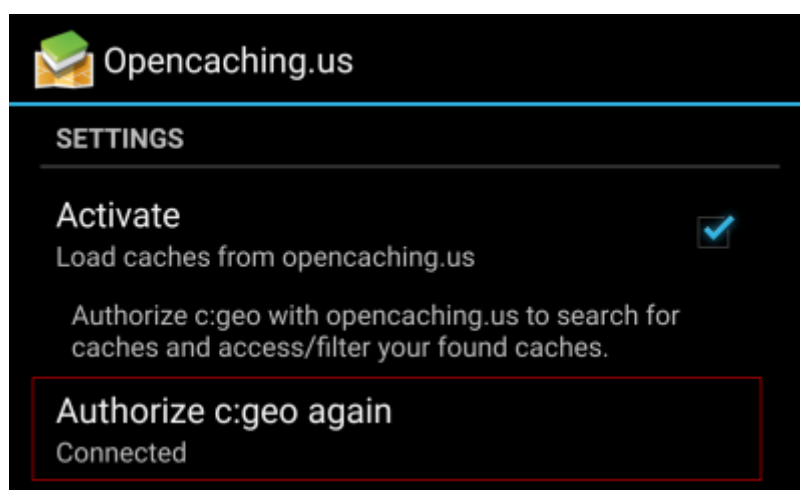 Opencaching.us
SETTINGS
Activate
Load caches from opencaching.us
Authorize c:geo with opencaching.us to search for
caches and access/filter your found caches.
Authorize c:geo again
Connected